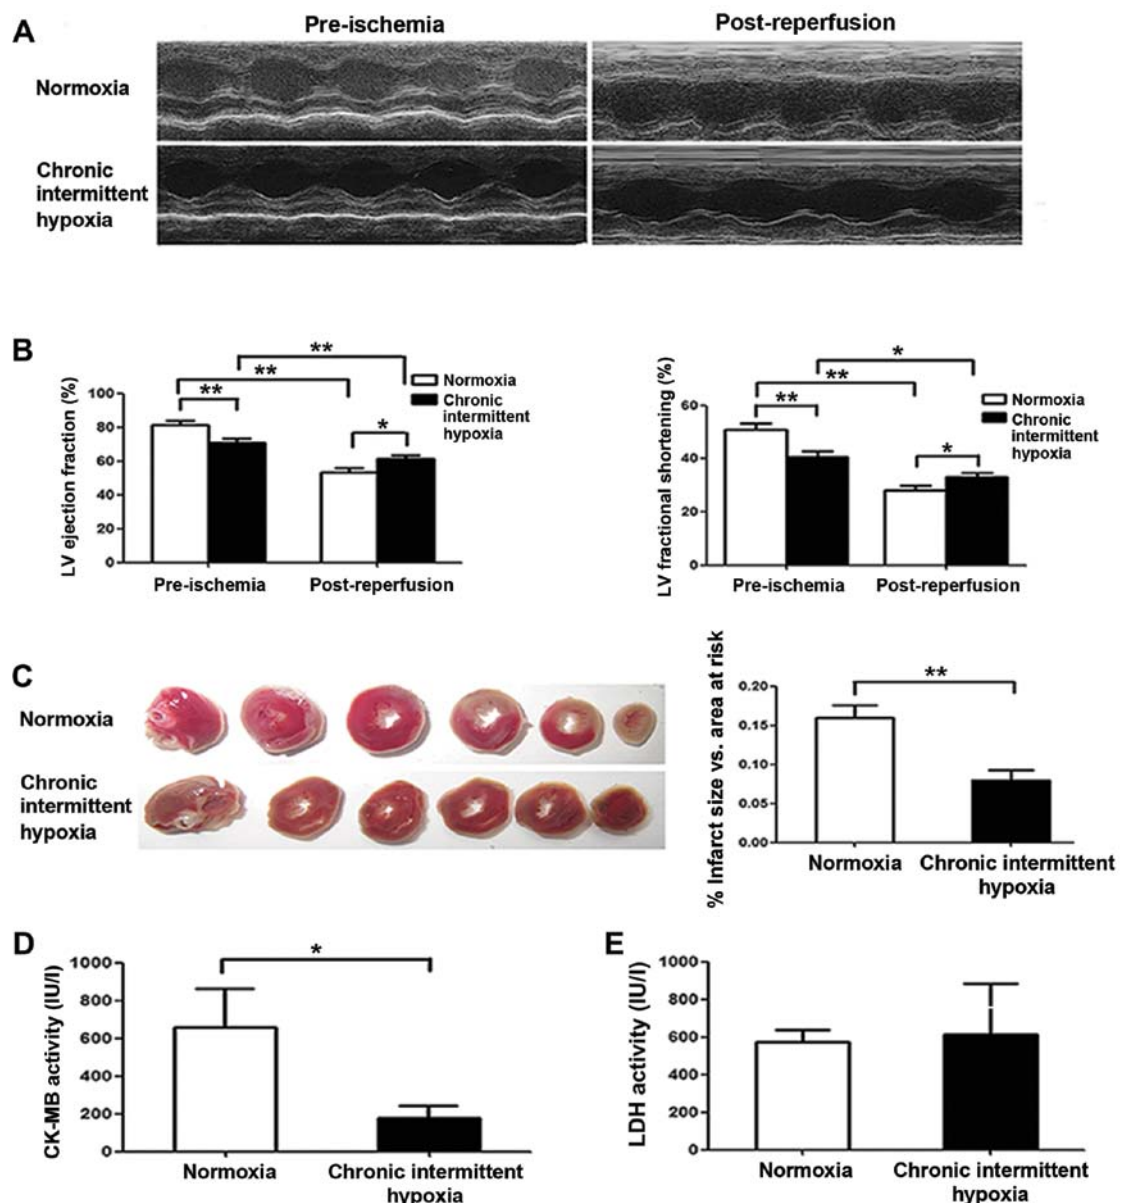 A
Pre-ischemia
Post-reperfusion
Normoxia
Chronic
intermittent
hypoxia
B
LV ejection fraction (%)
100
80
60
40
20
0
**
**
**
*
Normoxia
Chronic
intermittent
hypoxia
Pre-ischemia
Post-reperfusion
LV fractional shortening (%)
60
40
20
0
*
**
**
*
Normoxia
Chronic
intermittent
hypoxia
Pre-ischemia
Post-reperfusion
C
Normoxia
Chronic
intermittent
hypoxia
% Infarct size vs. area at risk
0.20
0.15
0.10
0.05
0.00
**
Normoxia
Chronic intermittent
hypoxia
D
CK-MB activity (IU/l)
1000
800
600
400
200
0
*
Normoxia
Chronic intermittent
hypoxia
E
LDH activity (IU/l)
1000
800
600
400
200
0
Normoxia
Chronic intermittent
hypoxia